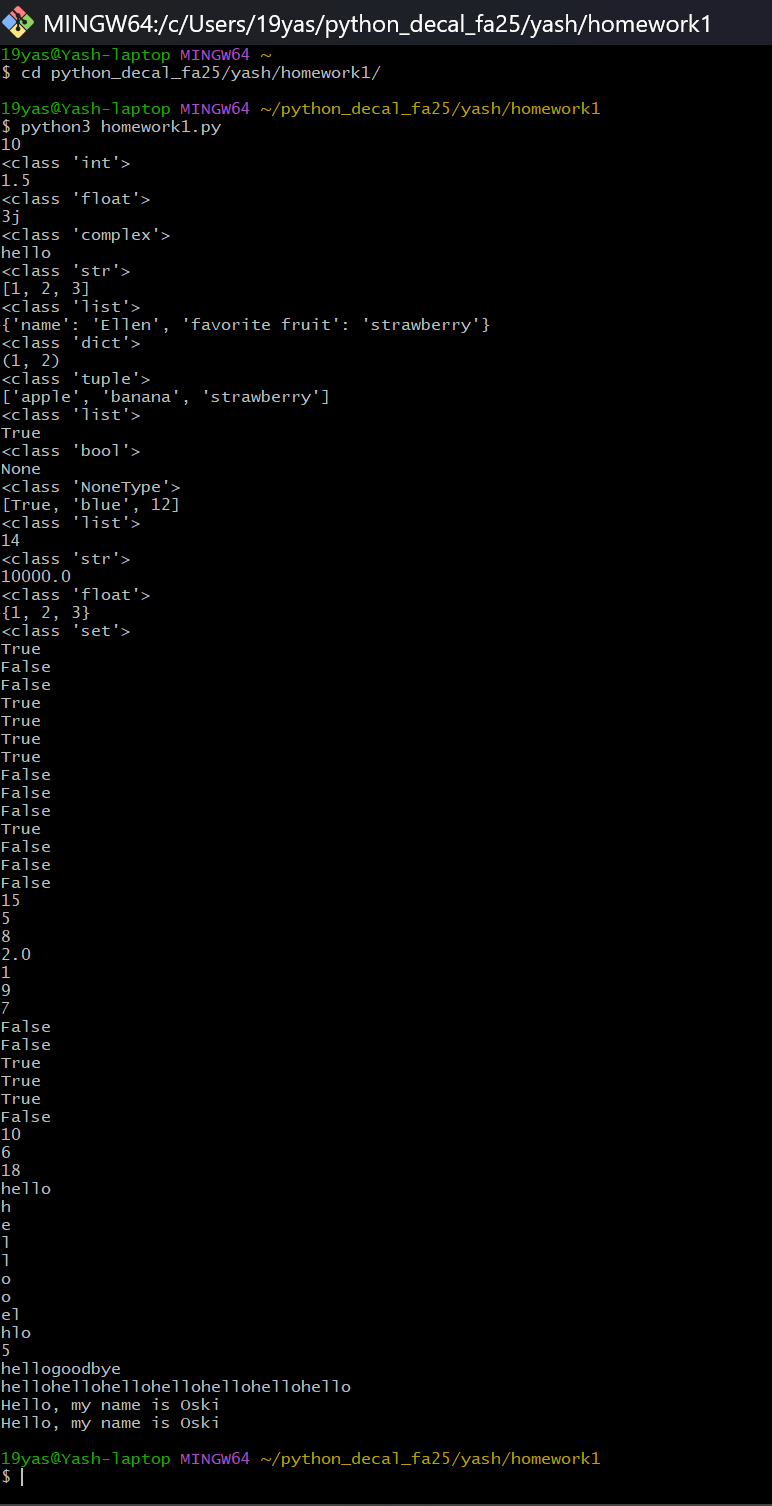 MINGW64:/c/Users/19yas/python_decal_fa25/yash/homework1
19yas@Yash-laptop MINGW64 ~
$ cd python_decal_fa25/yash/homework1/
19yas@Yash-laptop MINGW64 ~/python_decal_fa25/yash/homework1
$ python3 homework1.py
10
<class 'int'>
1.5
<class 'float'>
3j
<class 'complex'>
hello
<class 'str'>
[1, 2, 3]
<class 'list'>
{'name': 'Ellen', 'favorite fruit': 'strawberry'}
<class 'dict'>
(1, 2)
<class 'tuple'>
['apple', 'banana', 'strawberry']
<class 'list'>
True
<class 'bool'>
None
<class 'NoneType'>
[True, 'blue', 12]
<class 'list'>
14
<class 'str'>
10000.0
<class 'float'>
{1, 2, 3}
<class 'set'>
True
False
False
True
True
True
True
False
False
False
True
False
False
False
15
5
8
2.0
1
9
7
False
False
True
True
True
False
10
6
18
hello
h
e
l
l
o
o
el
hlo
5
hellogoodbye
hellohellohellohellohellohellohello
Hello, my name is Oski
Hello, my name is Oski
19yas@Yash-laptop MINGW64 ~/python_decal_fa25/yash/homework1
$